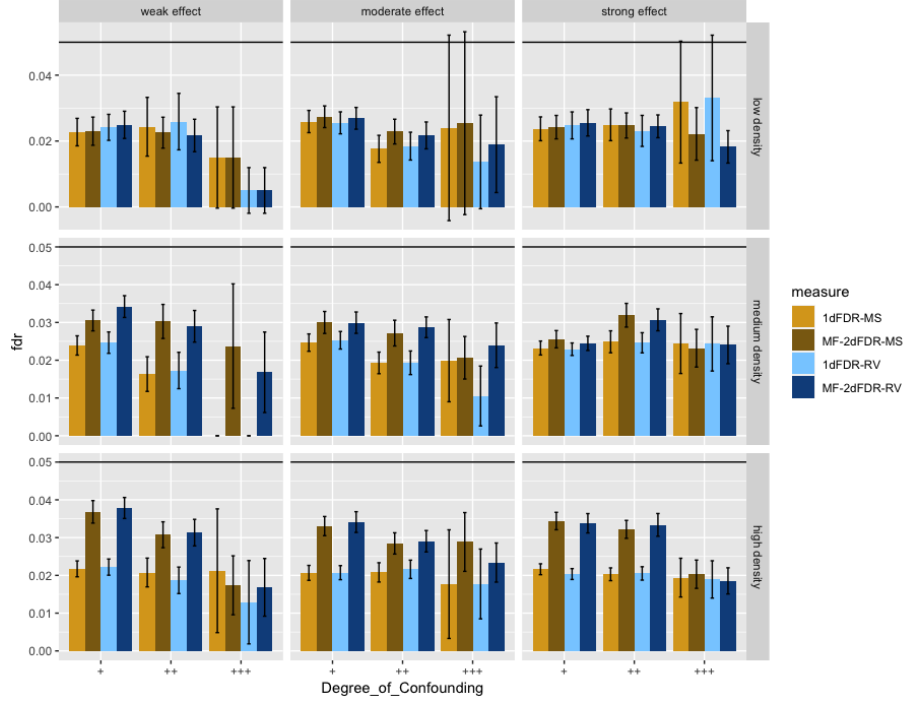 weak effect
moderate effect
strong effect
0.04
0.02
0.00
low density
0.05
0.04
0.03
0.02
0.01
0.00
medium density
0.05
0.04
0.03
0.02
0.01
0.00
high density
fdr
+
++
+++
+
++
+++
+
++
+++
Degree_of_Confounding
measure
1dFDR-MS
MF-2dFDR-MS
1dFDR-RV
MF-2dFDR-RV